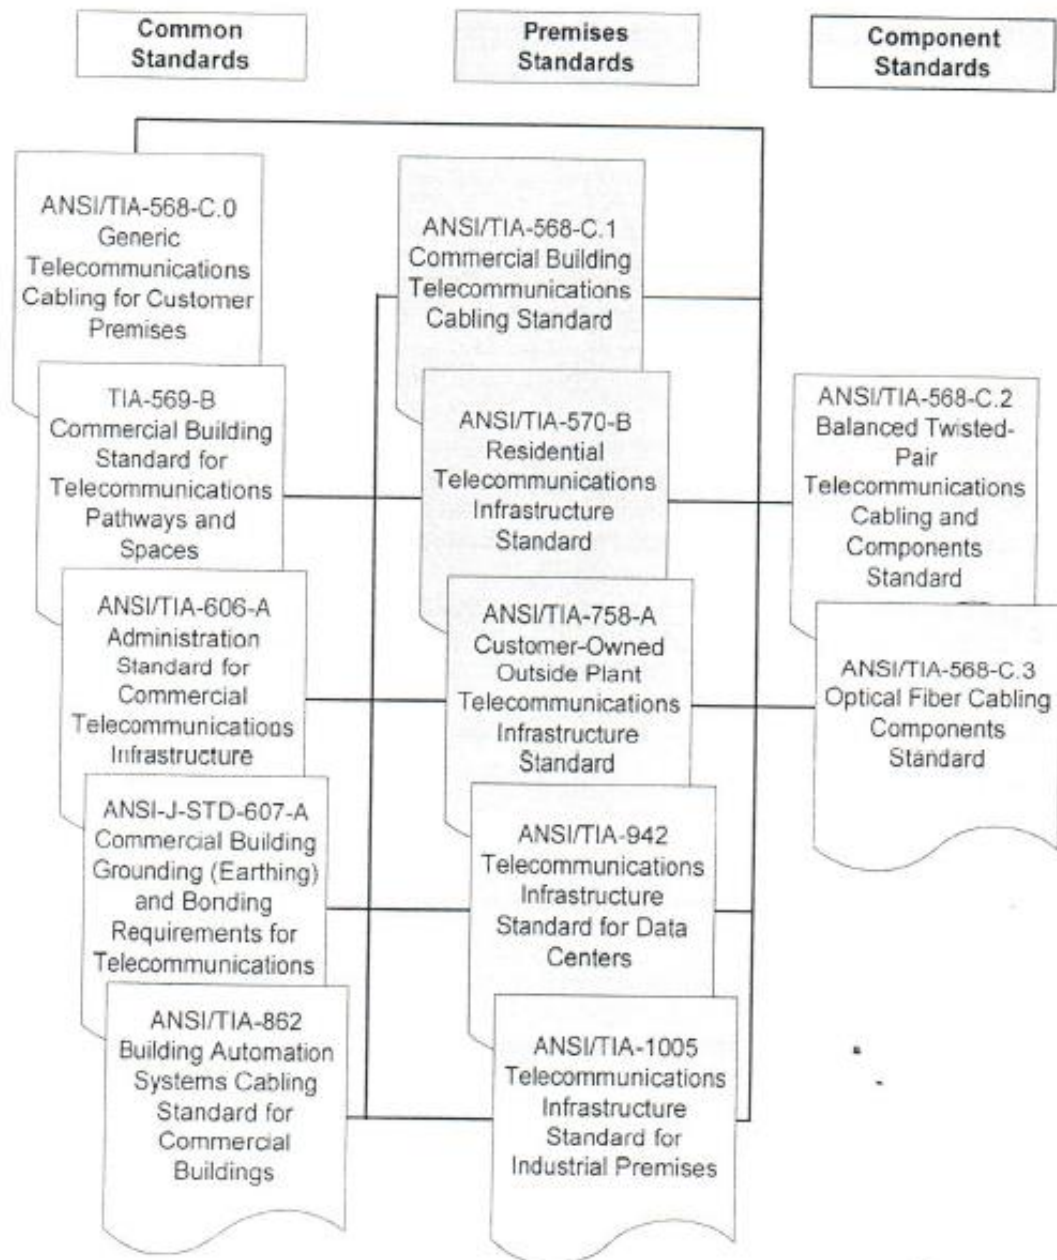 Common
Standards
Premises
Standards
Component
Standards
ANSI/TIA-568-C.0
Generic
Telecommunications
Cabling for Customer
Premises
TIA-569-B
Commercial Building
Standard for
Telecommunications
Pathways and
Spaces
ANSI/TIA-606-A
Administration
Standard for
Commercial
Telecommunications
Infrastructure
ANSI-J-STD-607-A
Commercial Building
Grounding (Earthing)
and Bonding
Requirements for
Telecommunications
ANSI/TIA-862
Building Automation
Systems Cabling
Standard for
Commercial
Buildings
ANSI/TIA-568-C.1
Commercial Building
Telecommunications
Cabling Standard
ANSI/TIA-570-B
Residential
Telecommunications
Infrastructure
Standard
ANSI/TIA-758-A
Customer-Owned
Outside Plant
Telecommunications
Infrastructure
Standard
ANSI/TIA-942
Telecommunications
Infrastructure
Standard for Data
Centers
ANSI/TIA-1005
Telecommunications
Infrastructure
Standard for
Industrial Premises
ANSI/TIA-568-C.2
Balanced Twisted-
Pair
Telecommunications
Cabling and
Components
Standard
ANSI/TIA-568-C.3
Optical Fiber Cabling
Components
Standard